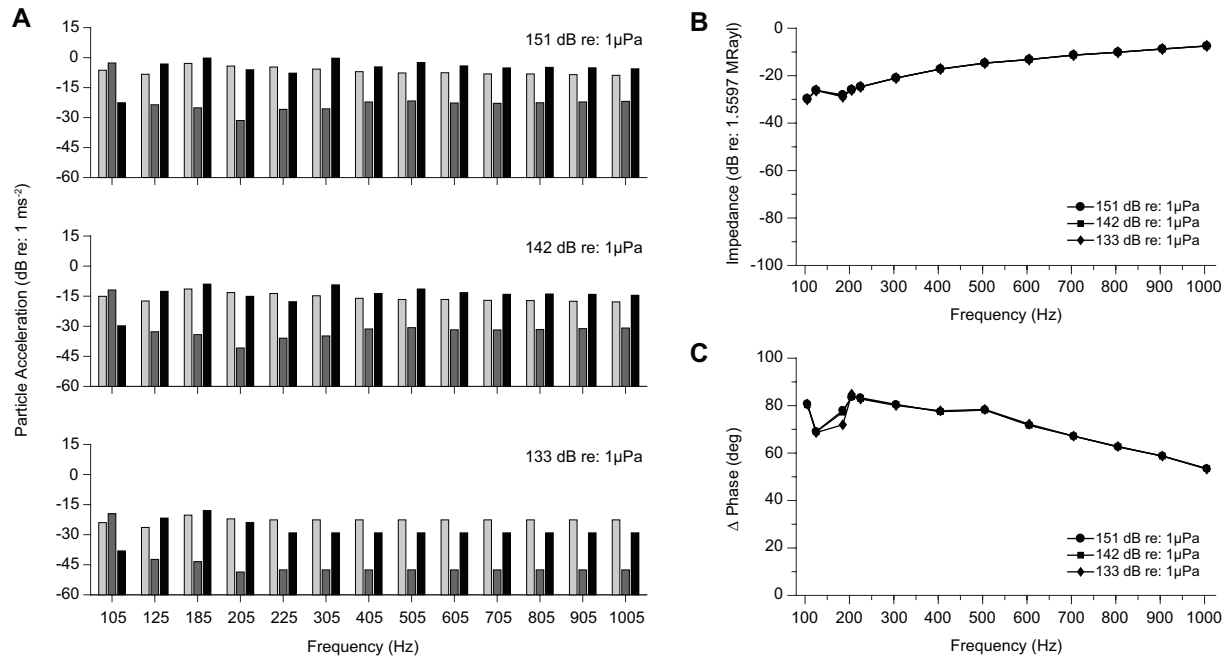 A
15
0
-15
-30
-45
-60
151 dB re: 1µPa
15
0
-15
-30
-45
-60
142 dB re: 1µPa
15
0
-15
-30
-45
-60
133 dB re: 1µPa
Particle Acceleration (dB re: 1 ms-2)
105 125 185 205 225 305 405 505 605 705 805 905 1005
Frequency (Hz)
B
0
-20
-40
-60
-80
-100
Impedance (dB re: 1.5597 MRayl)
151 dB re: 1µPa
142 dB re: 1µPa
133 dB re: 1µPa
100 200 300 400 500 600 700 800 900 1000
Frequency (Hz)
C
100
80
60
40
20
0
Δ Phase (deg)
151 dB re: 1µPa
142 dB re: 1µPa
133 dB re: 1µPa
100 200 300 400 500 600 700 800 900 1000
Frequency (Hz)